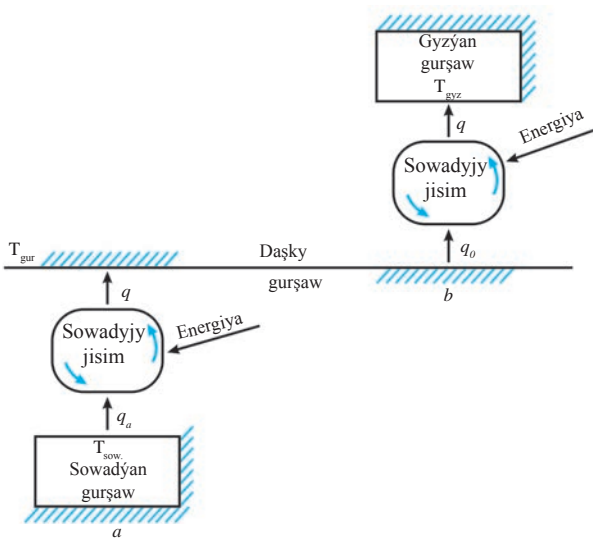 Gyzýan
gurşaw
T_gyz
q
Energiya
Sowadyjy
jisim
q_0
T_gur
Daşky
gurşaw
b
q
Energiya
Sowadyjy
jisim
q_a
T_sow.
Sowadýan
gurşaw
a